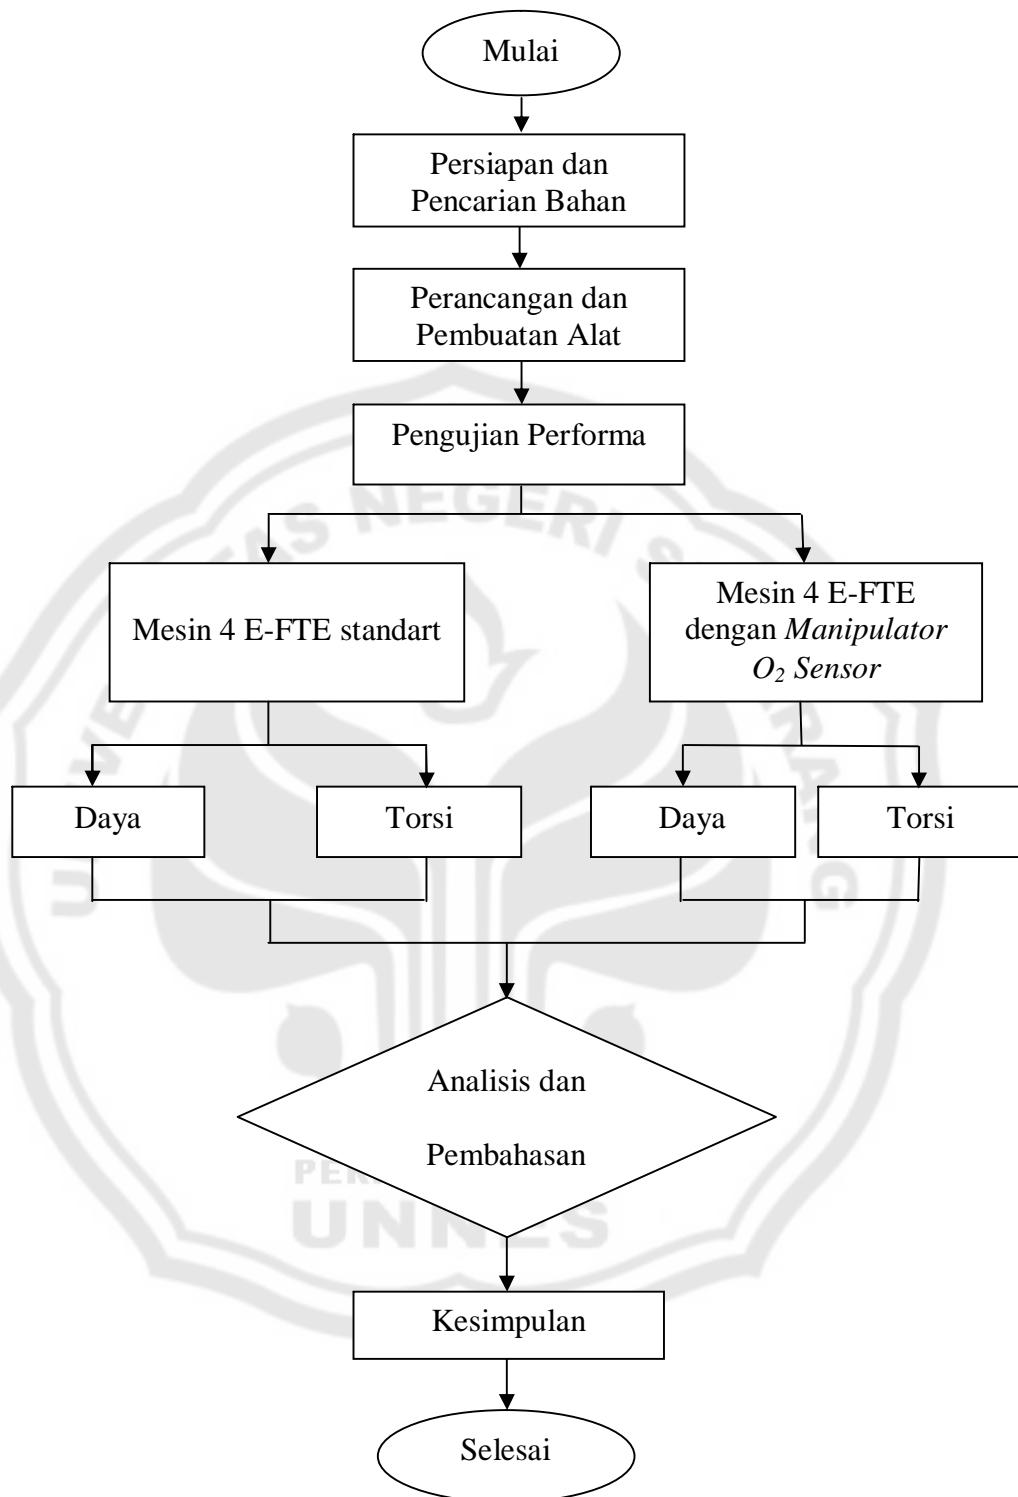 Mulai
Persiapan dan
Pencarian Bahan
Perancangan dan
Pembuatan Alat
Pengujian Performa
Mesin 4 E-FTE standart
Mesin 4 E-FTE
dengan Manipulator
O₂ Sensor
Daya
Torsi
Daya
Torsi
Analisis dan
Pembahasan
Kesimpulan
Selesai
UNNES